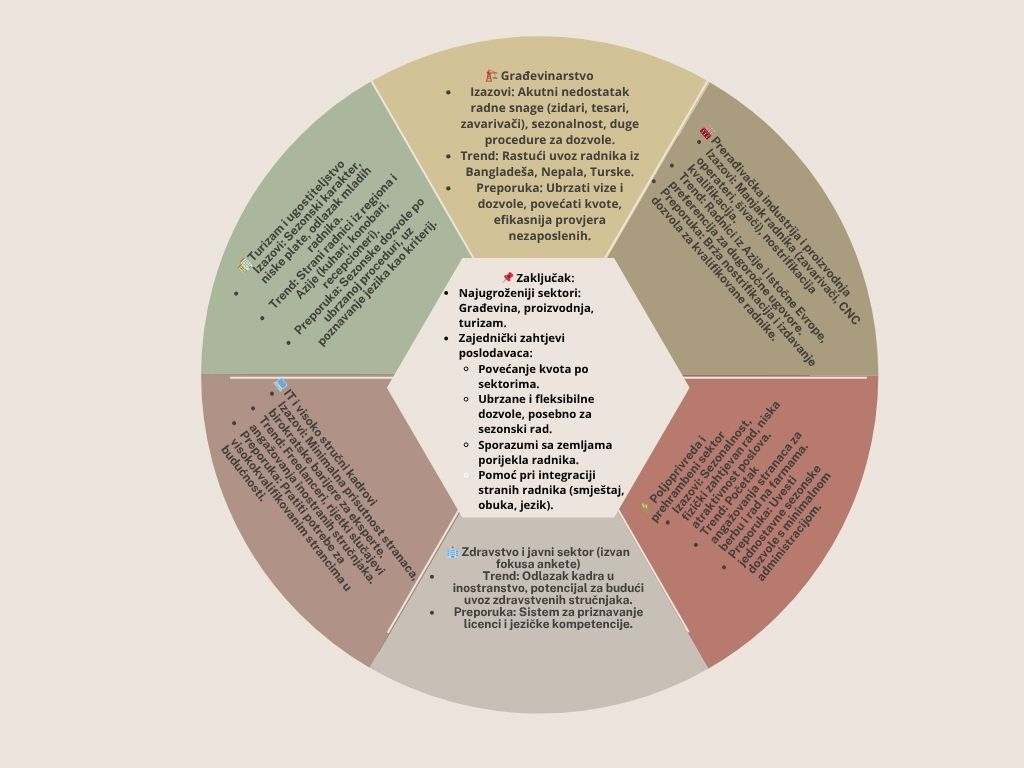 Građevinarstvo
Izazovi: Akutni nedostatak
radne snage (zidari, tesari,
zavarivači), sezonalnost, duge
procedure za dozvole.
Trend: Rastući uvoz radnika iz
Bangladeša, Nepala, Turske.
Preporuka: Ubrzati vize i
dozvole, povećati kvote,
efikasnija provjera
nezaposlenih.
Prerađivačka industrija i proizvodnja
Izazovi: Manjak radnika (zavarivači, CNC
operateri, šivači), nostrifikacija
kvalifikacija.
Trend: Radnici iz Azije i Istočne Evrope,
preferencija za dugoročne ugovore.
Preporuka: Brža nostrifikacija i izdavanje
dozvola za kvalifikovane radnike.
Poljoprivreda i
prehrambeni sektor
Izazovi: Sezonalnost,
fizički zahtjevan rad, niska
atraktivnost poslova.
Trend: Početak
angažovanja stranaca za
berbu i rad na farmama.
Preporuka: Uvesti
jednostavne sezonske
dozvole s minimalnom
administracijom.
Zdravstvo i javni sektor (izvan
fokusa ankete)
Trend: Odlazak kadra u
inostranstvo, potencijal za budući
uvoz zdravstvenih stručnjaka.
Preporuka: Sistem za priznavanje
licenci i jezičke kompetencije.
IT i visoko stručni kadrovi
Izazovi: Minimalna prisutnost stranaca,
birokratske barijere za eksperte.
Trend: Freelanceri, rijetki slučajevi
angažovanja inostranih stručnjaka.
Preporuka: Pratiti potrebe za
visokokvalifikovanim strancima u
budućnosti.
Turizam i ugostiteljstvo
Izazovi: Sezonski karakter,
niske plate, odlazak mladih
radnika.
Trend: Strani radnici iz regiona i
Azije (kuhari, konobari,
recepcioneri).
Preporuka: Sezonske dozvole po
ubrzanoj proceduri, uz
poznavanje jezika kao kriterij.
Zaključak:
Najugroženiji sektori:
Građevina, proizvodnja,
turizam.
Zajednički zahtjevi
poslodavaca:
Povećanje kvota po
sektorima.
Ubrzane i fleksibilne
dozvole, posebno za
sezonski rad.
Sporazumi sa zemljama
porijekla radnika.
Pomoć pri integraciji
stranih radnika (smještaj,
obuka, jezik).